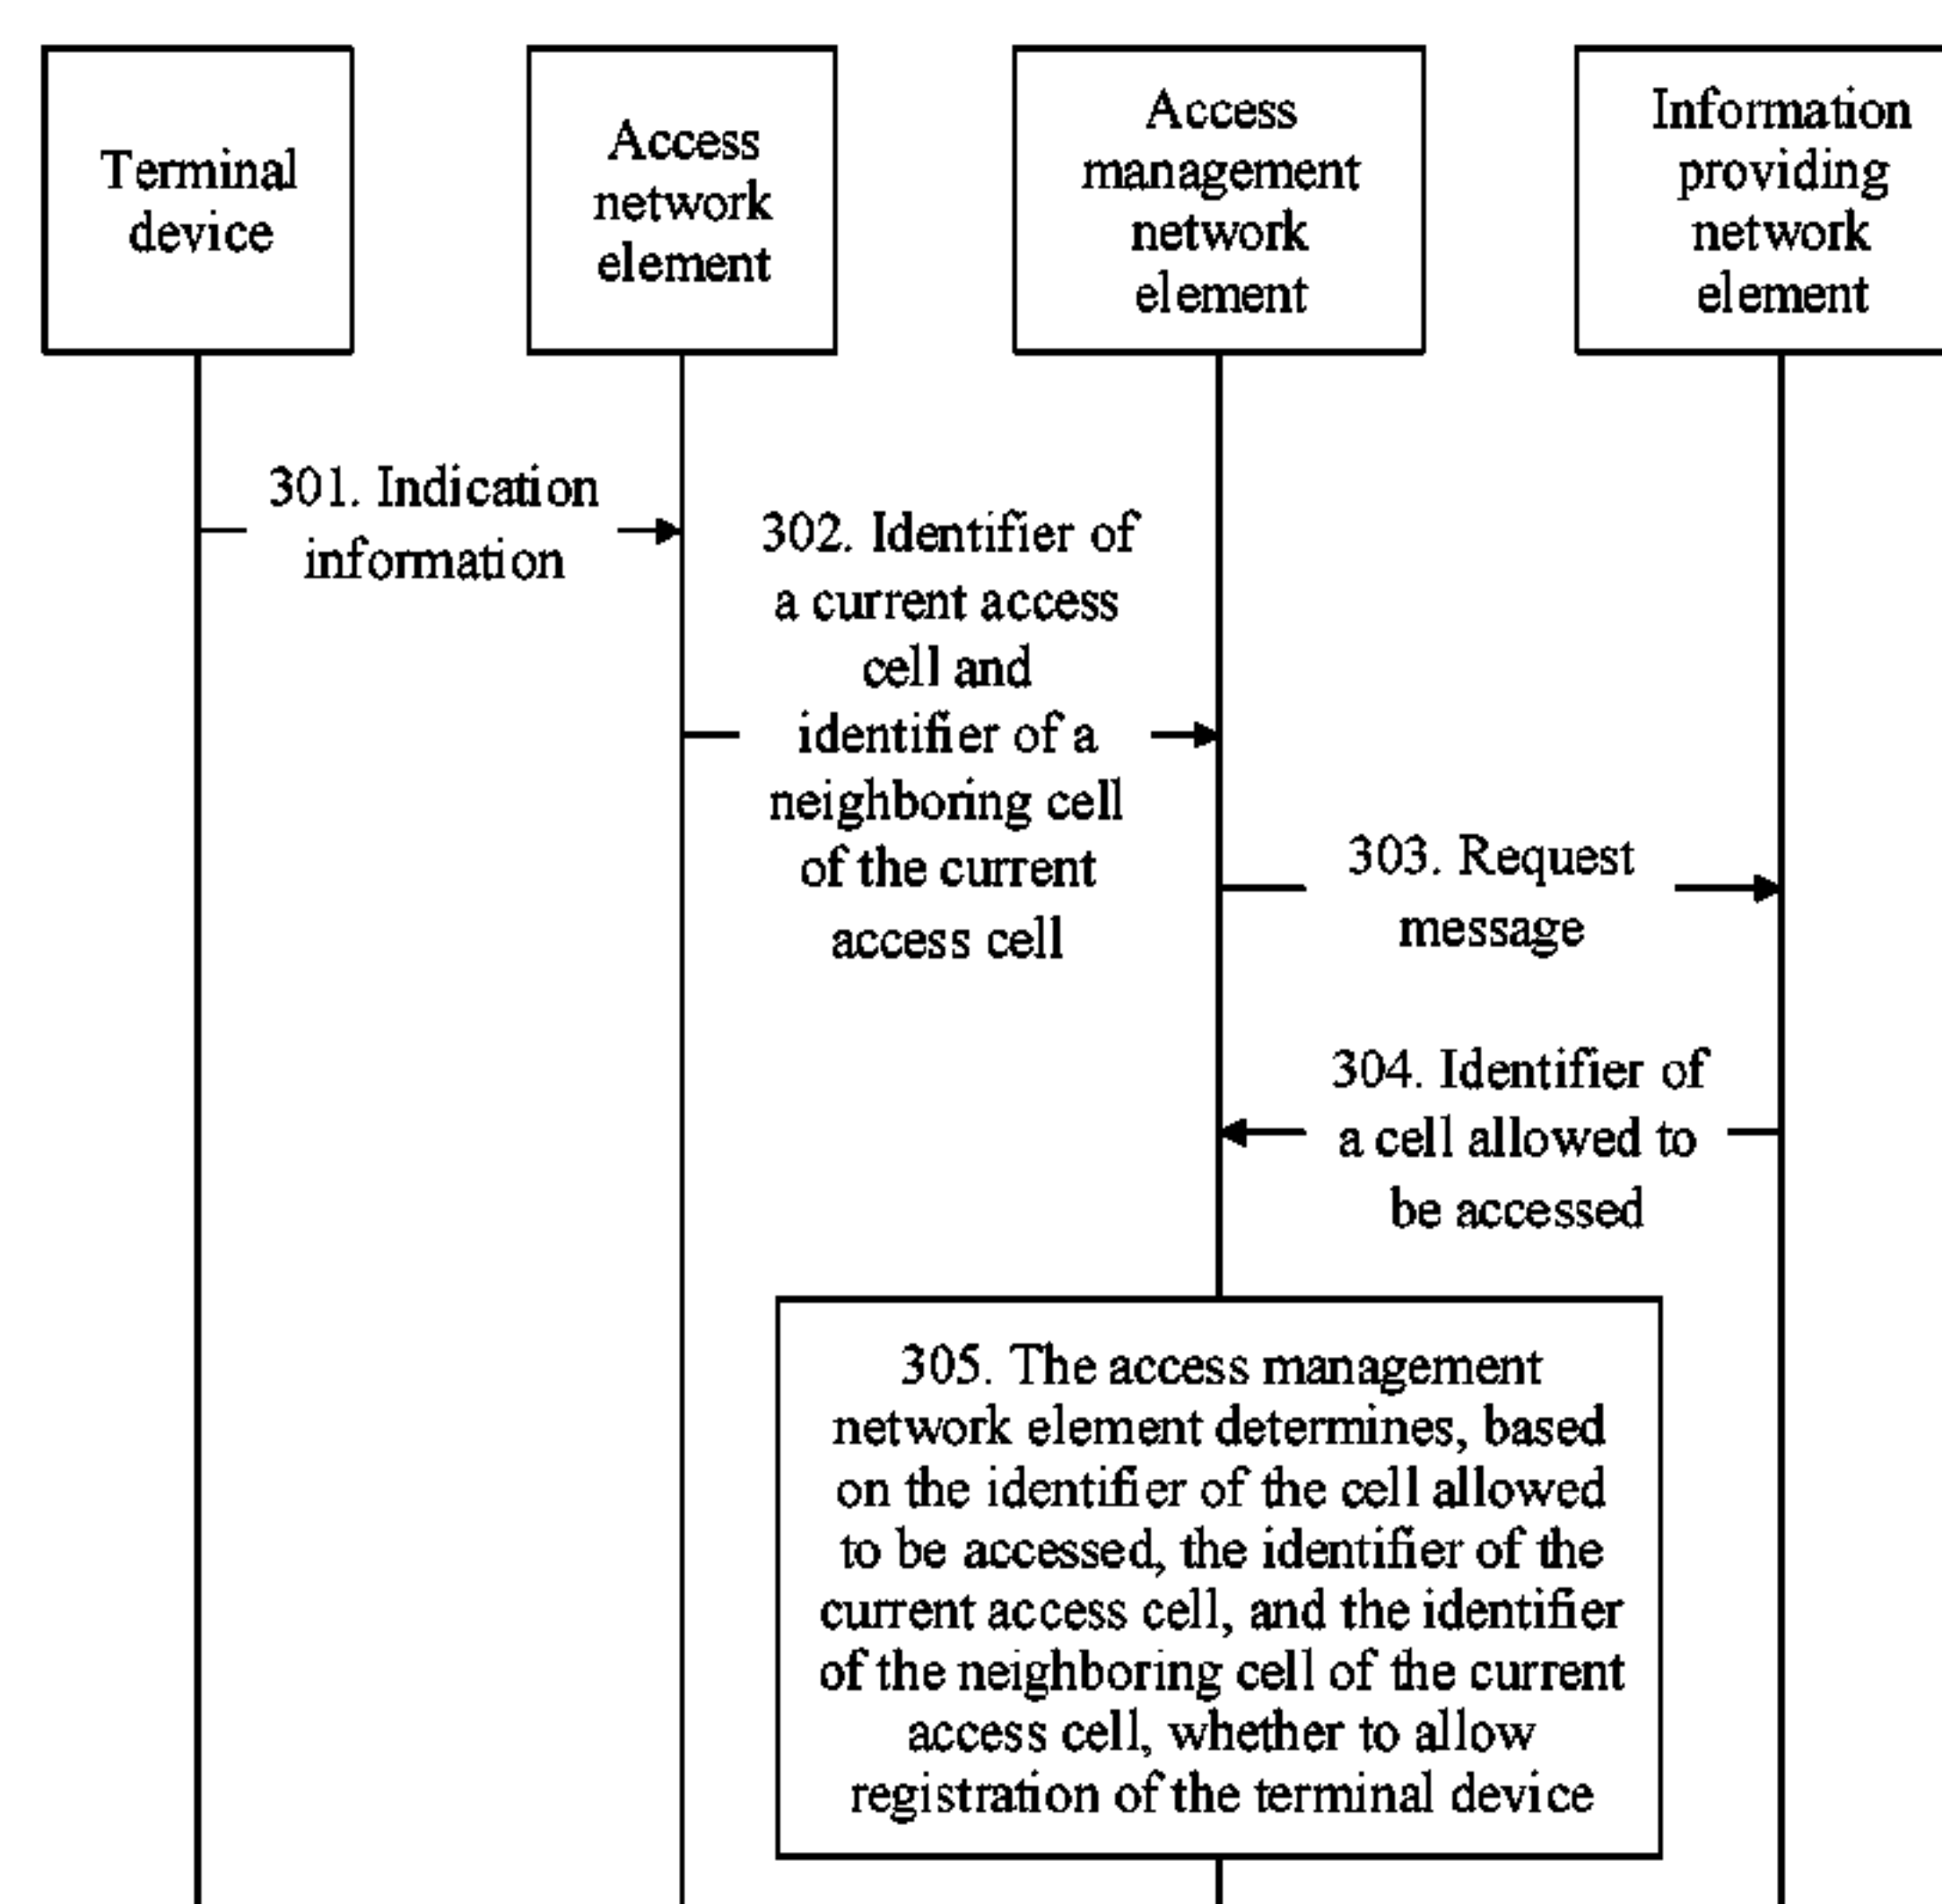 Terminal
device
Access
network
element
Access
management
network
element
Information
providing
network
element
301. Indication
information
302. Identifier of
a current access
cell and
identifier of a
neighboring cell
of the current
access cell
303. Request
message
304. Identifier of
a cell allowed to
be accessed
305. The access management
network element determines, based
on the identifier of the cell allowed
to be accessed, the identifier of the
current access cell, and the identifier
of the neighboring cell of the current
access cell, whether to allow
registration of the terminal device